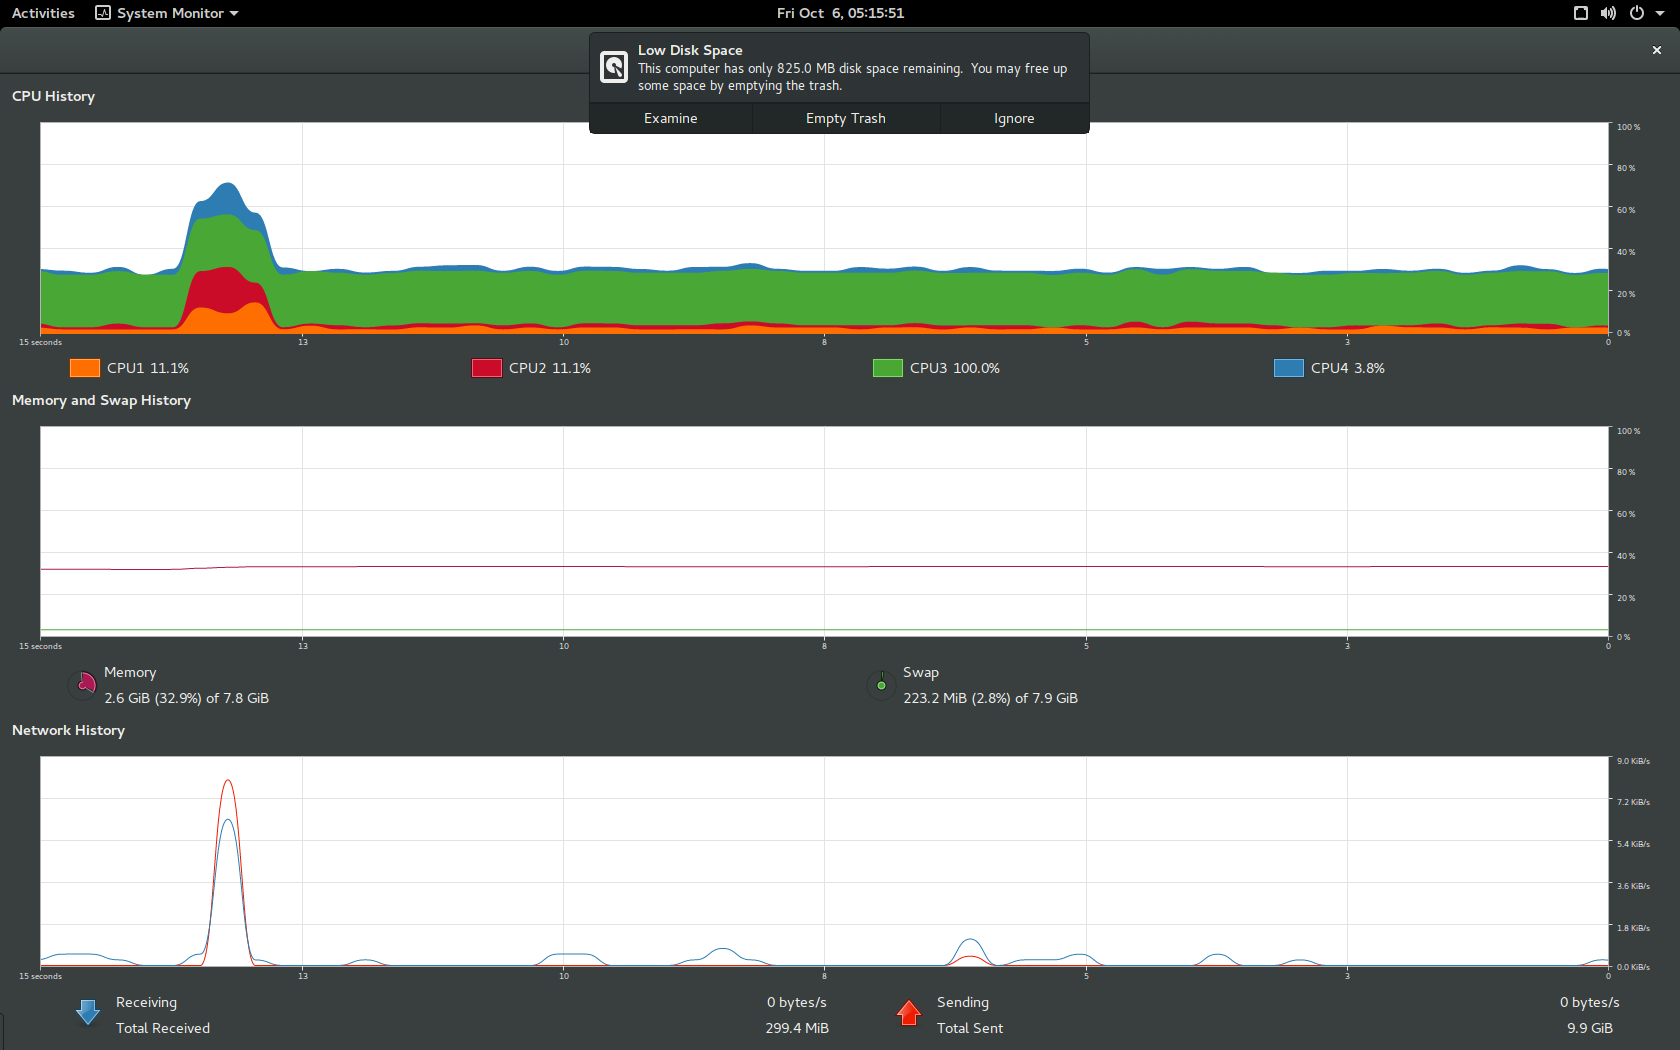 Activities System Monitor Fri Oct 6, 05:15:51
Low Disk Space
This computer has only 825.0 MB disk space remaining. You may free up
some space by emptying the trash.
Examine Empty Trash Ignore
CPU History
100 %
80 %
60 %
40 %
20 %
0 %
15 seconds 13 10 8 5 3 0
CPU1 11.1% CPU2 11.1% CPU3 100.0% CPU4 3.8%
Memory and Swap History
100 %
80 %
60 %
40 %
20 %
0 %
15 seconds 13 10 8 5 3 0
Memory Swap
2.6 GiB (32.9%) of 7.8 GiB 223.2 MiB (2.8%) of 7.9 GiB
Network History
9.0 KiB/s
7.2 KiB/s
5.4 KiB/s
3.6 KiB/s
1.8 KiB/s
0.0 KiB/s
15 seconds 13 10 8 5 3 0
Receiving 0 bytes/s Sending 0 bytes/s
Total Received 299.4 MiB Total Sent 9.9 GiB